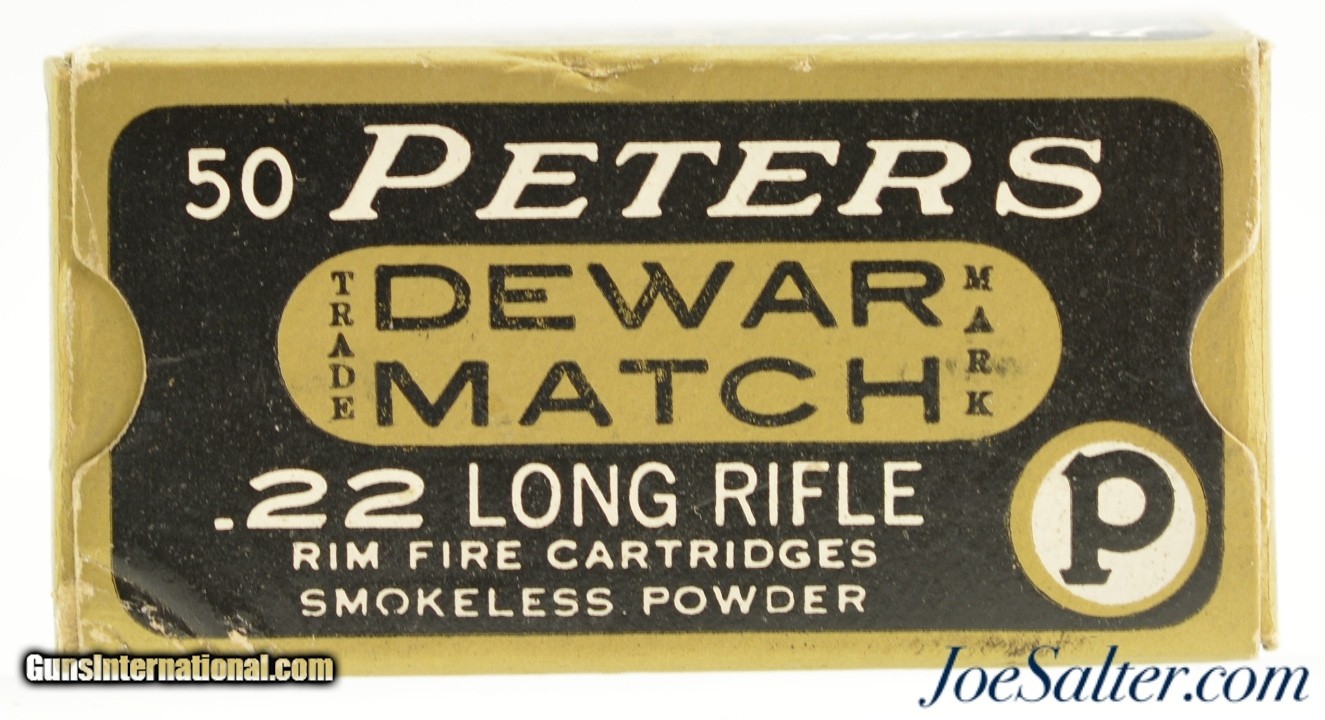 50 PETERS
TRADE
DEWAR
MATCH
MARK
.22 LONG RIFLE
RIM FIRE CARTRIDGES
SMOKELESS POWDER
P
GunsInternational.com
JoeSalter.com